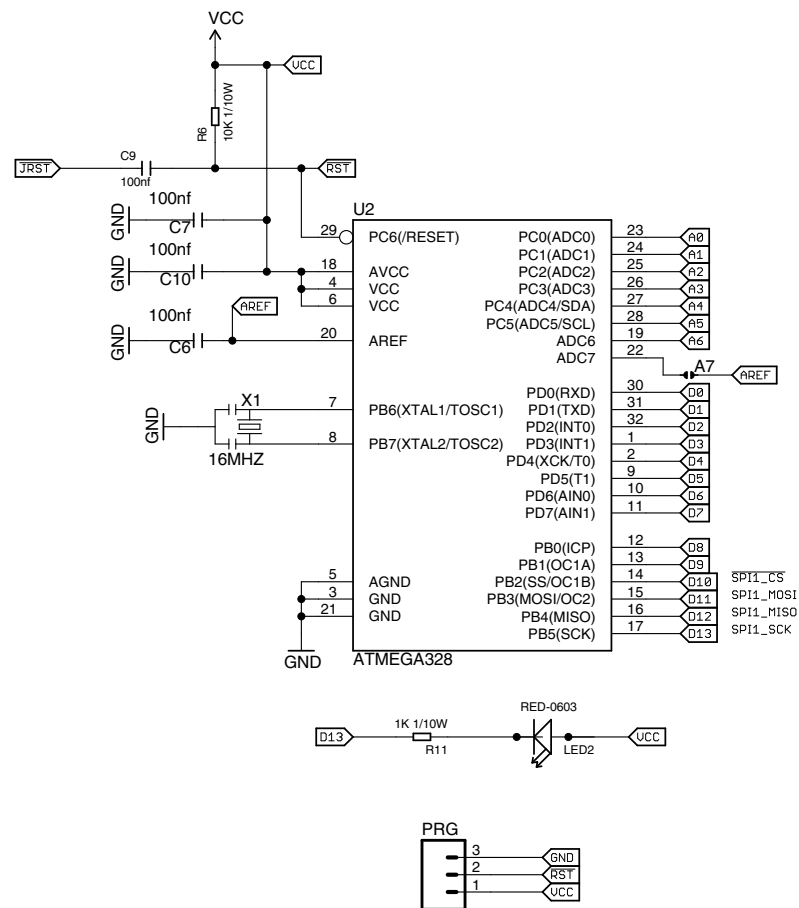 VCC
VCC
R6
10K 1/10W
JRST
C9
100nf
RST
100nf
GND
C7
100nf
GND
C10
100nf
AREF
GND
C6
U2
29 PC6(/RESET)
18 AVCC
4 VCC
6 VCC
20 AREF
7 PB6(XTAL1/TOSC1)
8 PB7(XTAL2/TOSC2)
X1
GND
16MHZ
5 AGND
3 GND
21 GND
GND
ATMEGA328
PC0(ADC0) 23 A0
PC1(ADC1) 24 A1
PC2(ADC2) 25 A2
PC3(ADC3) 26 A3
PC4(ADC4/SDA) 27 A4
PC5(ADC5/SCL) 28 A5
ADC6 19 A6
ADC7 22 A7 AREF
PD0(RXD) 30 D0
PD1(TXD) 31 D1
PD2(INT0) 32 D2
PD3(INT1) 1 D3
PD4(XCK/T0) 2 D4
PD5(T1) 9 D5
PD6(AIN0) 10 D6
PD7(AIN1) 11 D7
PB0(ICP) 12 D8
PB1(OC1A) 13 D9
PB2(SS/OC1B) 14 D10 SPI1_CS
PB3(MOSI/OC2) 15 D11 SPI1_MOSI
PB4(MISO) 16 D12 SPI1_MISO
PB5(SCK) 17 D13 SPI1_SCK
RED-0603
D13
1K 1/10W
R11
LED2
VCC
PRG
3 GND
2 RST
1 VCC